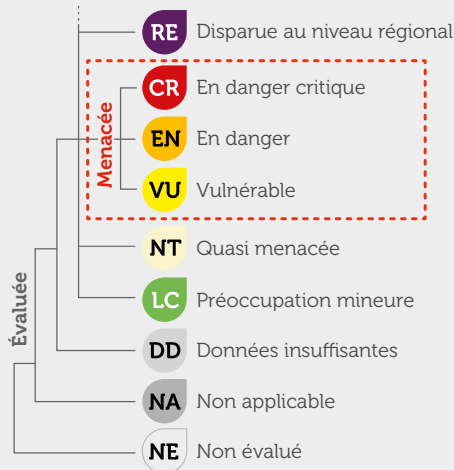 RE Disparue au niveau régional
CR En danger critique
EN En danger
VU Vulnérable
Menacée
NT Quasi menacée
LC Préoccupation mineure
Évaluée
DD Données insuffisantes
NA Non applicable
NE Non évalué